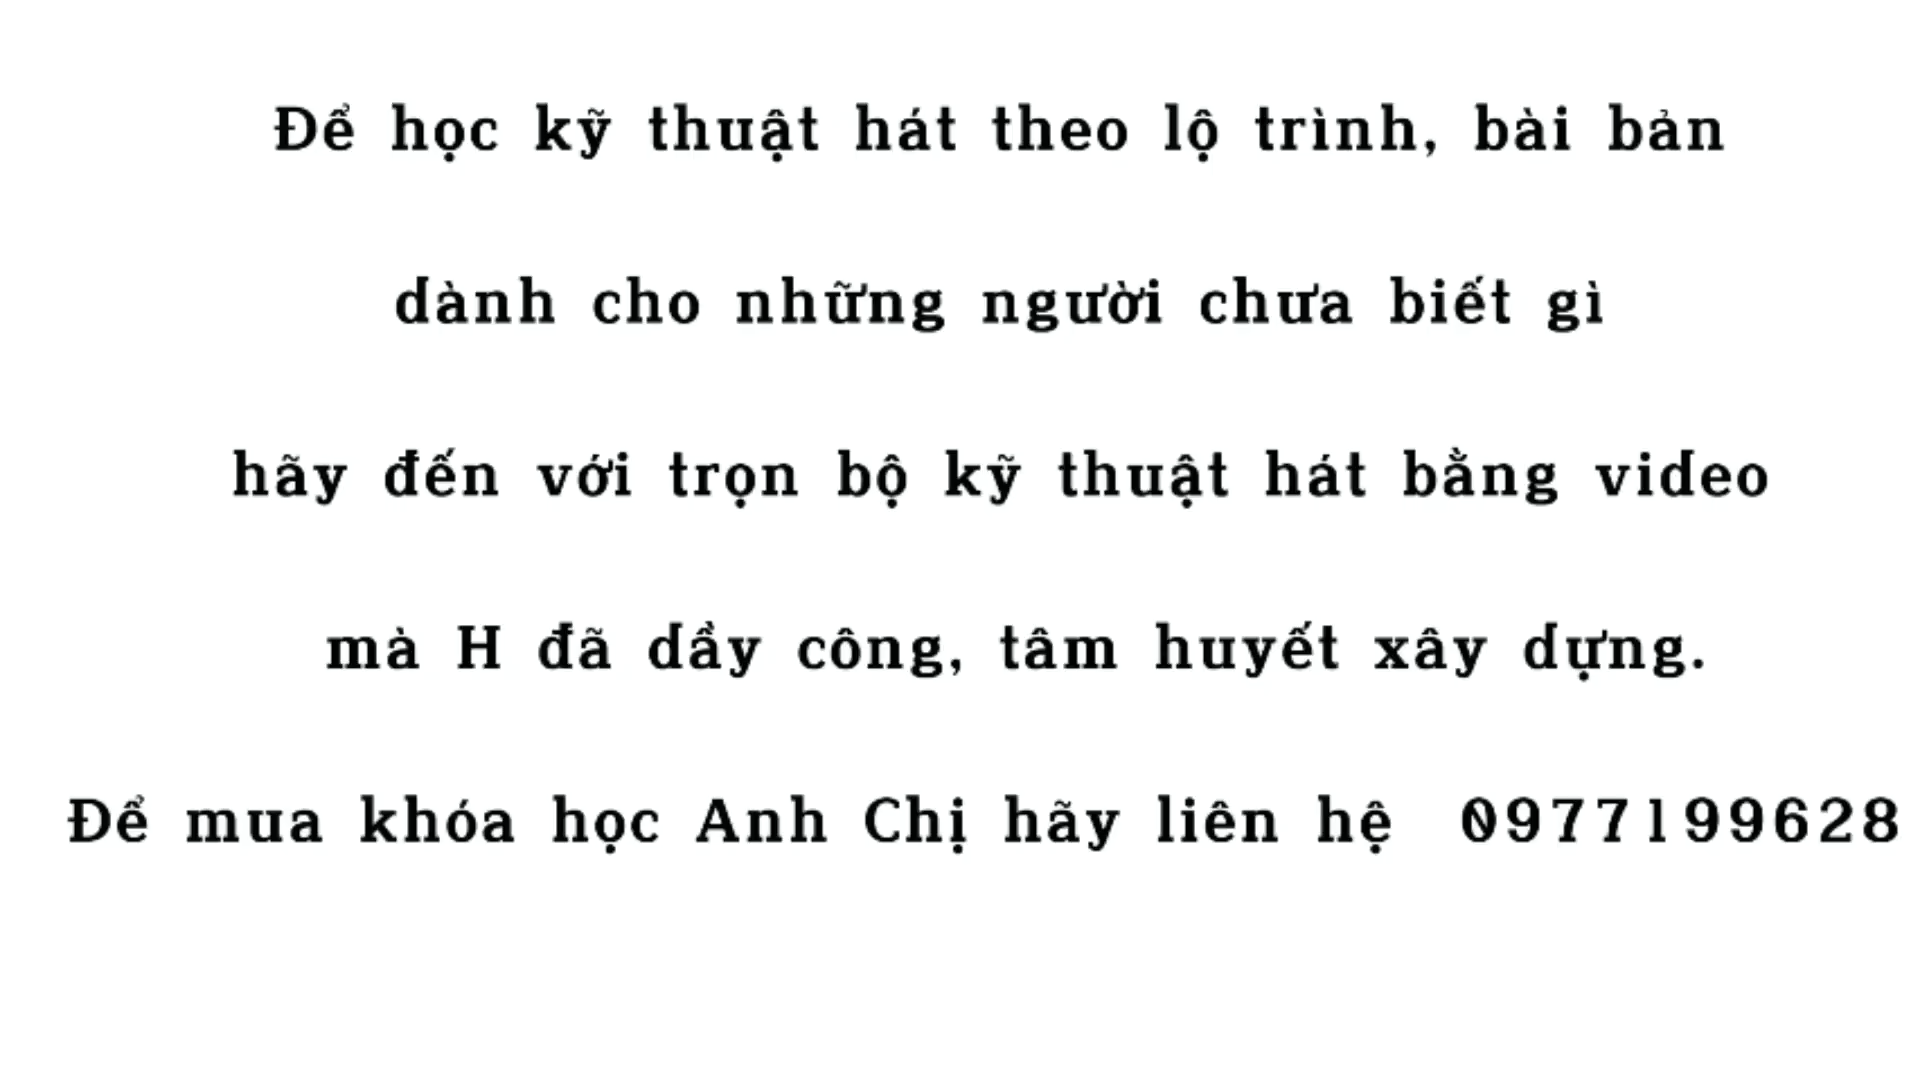 Để học kỹ thuật hát theo lộ trình, bài bản
dành cho những người chưa biết gì
hãy đến với trọn bộ kỹ thuật hát bằng video
mà H đã dầy công, tâm huyết xây dựng.
Để mua khóa học Anh Chị hãy liên hệ 0977199628